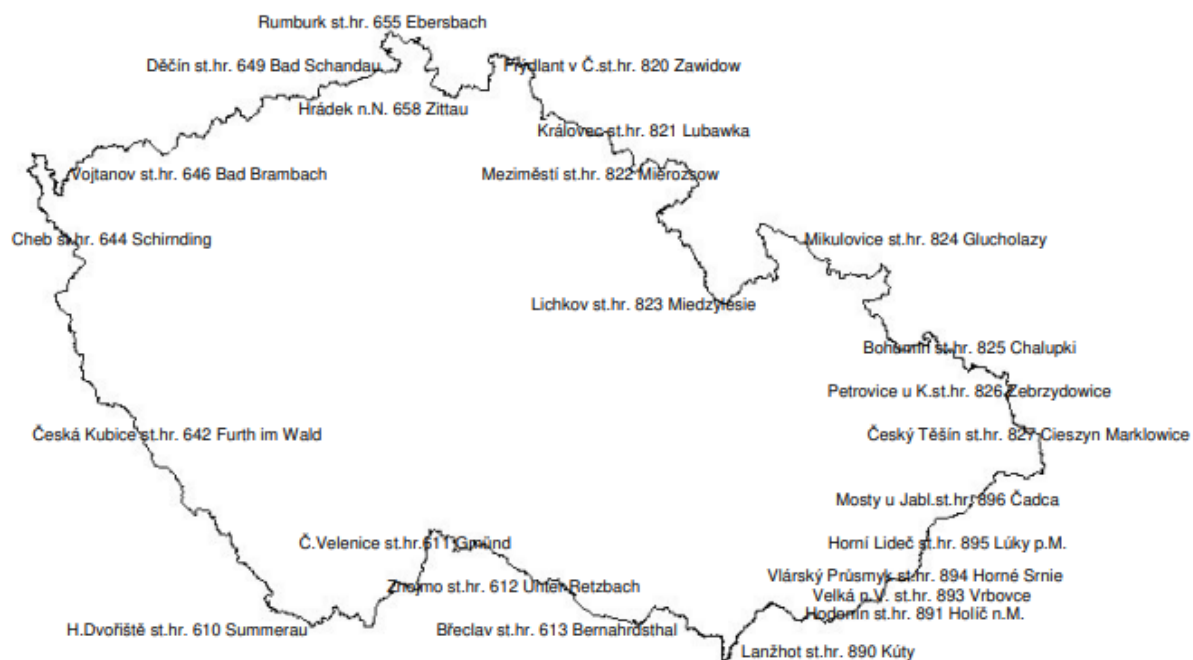 Rumburk st.hr. 655 Ebersbach
Děčín st.hr. 649 Bad Schandau
Frýdlant v Č.st.hr. 820 Zawidow
Hrádek n.N. 658 Zittau
Královec st.hr. 821 Lubawka
Vojtanov st.hr. 646 Bad Brambach
Meziměstí st.hr. 822 Mierozsow
Cheb st.hr. 644 Schirnding
Mikulovice st.hr. 824 Glucholazy
Lichkov st.hr. 823 Miedzylesie
Bohumín st.hr. 825 Chalupki
Petrovice u K.st.hr. 826 Zebrzydowice
Česká Kubice st.hr. 642 Furth im Wald
Český Těšín st.hr. 827 Cieszyn Marklowice
Mosty u Jabl.st.hr. 896 Čadca
Č.Velenice st.hr.611 Gmünd
Horní Lideč st.hr. 895 Lúky p.M.
Vlárský Průsmyk st.hr. 894 Horné Srnie
Znojmo st.hr. 612 Unter Retzbach
Velká n.V. st.hr. 893 Vrbovce
Hodonín st.hr. 891 Holíč n.M.
H.Dvořiště st.hr. 610 Summerau
Břeclav st.hr. 613 Bernahrdsthal
Lanžhot st.hr. 890 Kúty